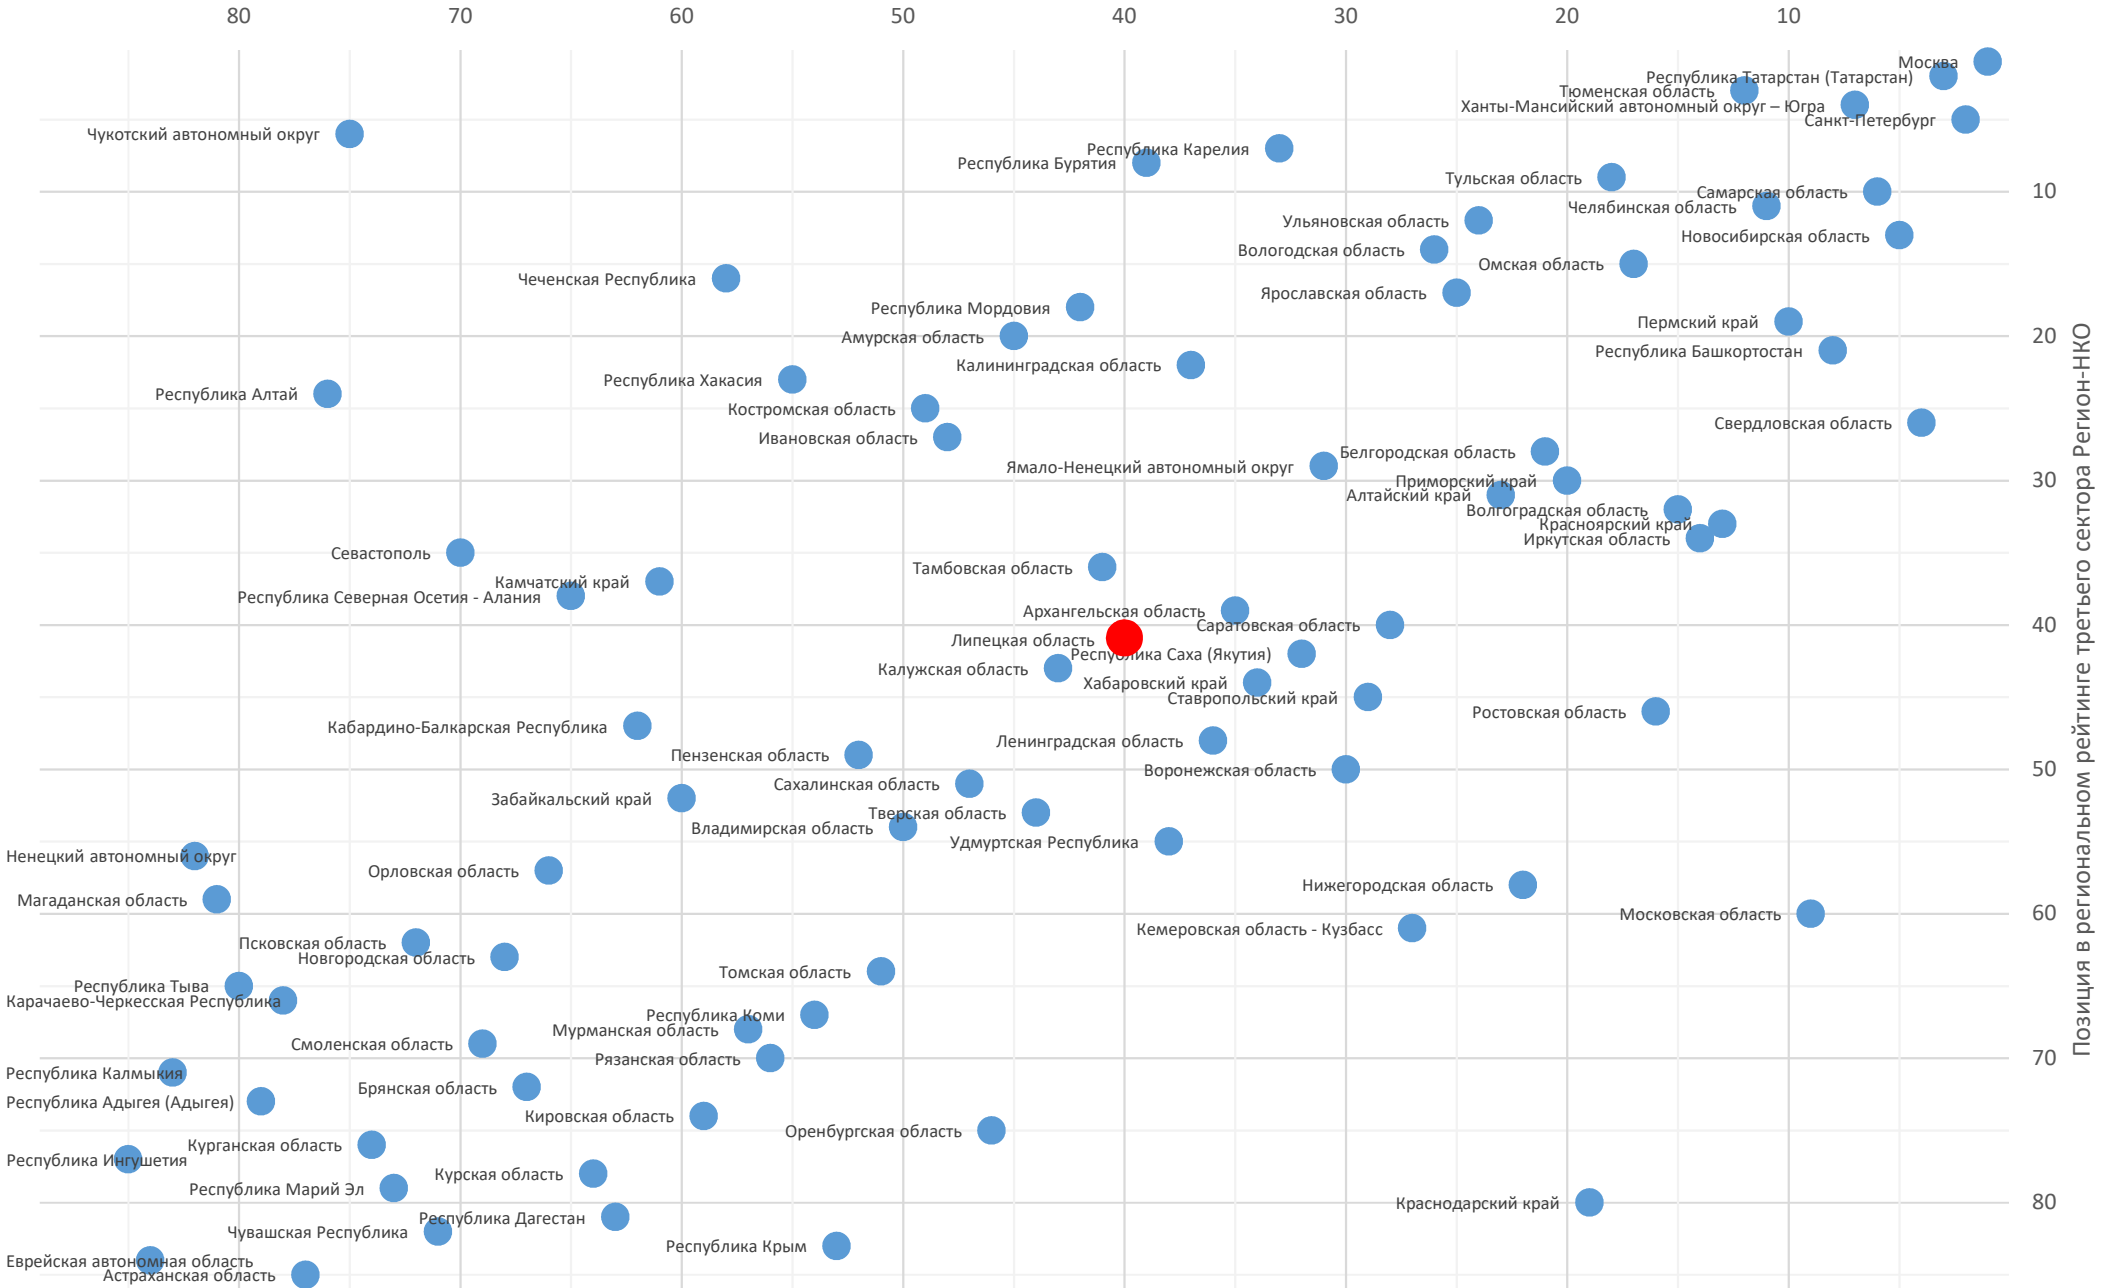 80 70 60 50 40 30 20 10
Москва
Республика Татарстан (Татарстан)
Тюменская область
Ханты-Мансийский автономный округ – Югра
Санкт-Петербург
Чукотский автономный округ
Республика Карелия
Республика Бурятия
Тульская область
Самарская область
10
Челябинская область
Ульяновская область
Новосибирская область
Вологодская область
Омская область
Чеченская Республика
Ярославская область
Республика Мордовия
Пермский край
Амурская область
20
Республика Башкортостан
Калининградская область
Республика Хакасия
Республика Алтай
Костромская область
Свердловская область
Ивановская область
Белгородская область
Ямало-Ненецкий автономный округ
Приморский край
30
Алтайский край
Волгоградская область
Красноярский край
Иркутская область
Севастополь
Тамбовская область
Камчатский край
Республика Северная Осетия - Алания
Архангельская область
Саратовская область
40
Липецкая область
Республика Саха (Якутия)
Калужская область
Хабаровский край
Ставропольский край
Ростовская область
Кабардино-Балкарская Республика
Ленинградская область
Пензенская область
Воронежская область
50
Сахалинская область
Забайкальский край
Тверская область
Владимирская область
Удмуртская Республика
Ненецкий автономный округ
Орловская область
Нижегородская область
Магаданская область
Московская область
60
Кемеровская область - Кузбасс
Псковская область
Новгородская область
Томская область
Республика Тыва
Карачаево-Черкесская Республика
Республика Коми
Мурманская область
Смоленская область
Рязанская область
70
Республика Калмыкия
Брянская область
Республика Адыгея (Адыгея)
Кировская область
Оренбургская область
Курганская область
Республика Ингушетия
Курская область
Республика Марий Эл
Краснодарский край
80
Республика Дагестан
Чувашская Республика
Республика Крым
Еврейская автономная область
Астраханская область
Позиция в региональном рейтинге третьего сектора Регион-НКО